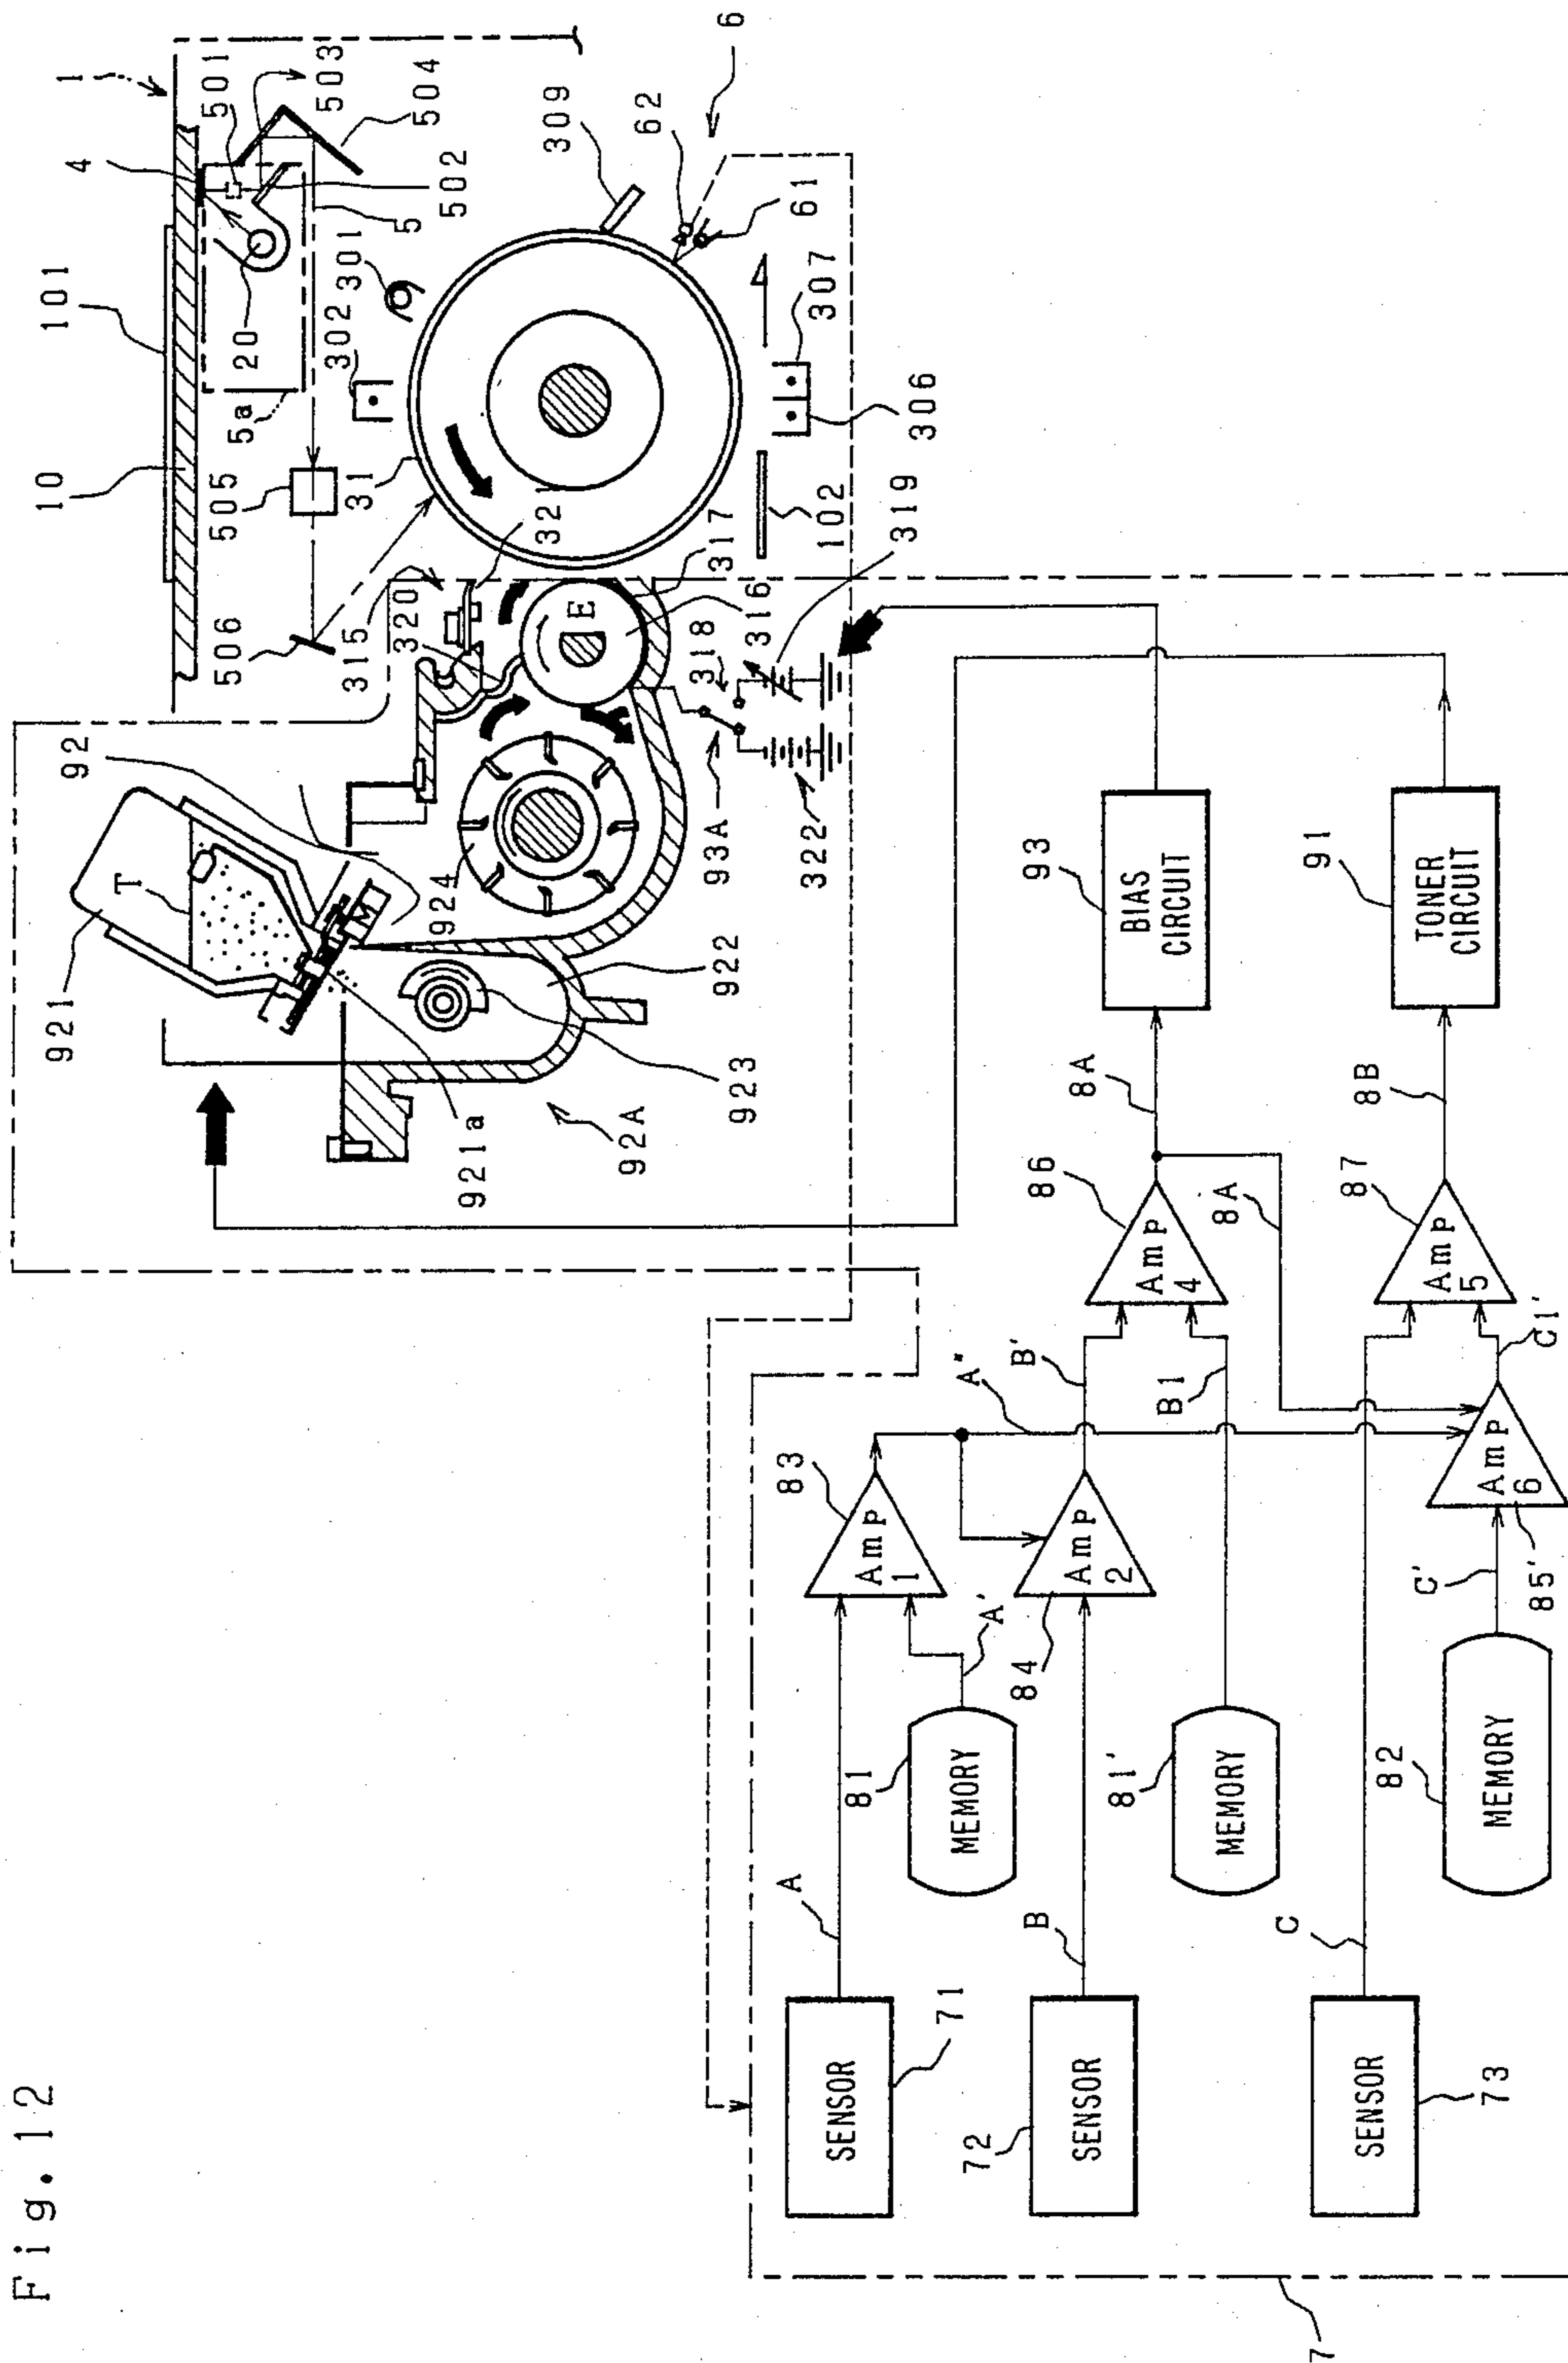 Fig.12
1
4
501
503
504
101
10
20
5a
5
502
505
506
302
301
31
309
62
6
61
307
306
102
315
320
321
E
317
316
319
318
93A
322
92
T
921
M
924
922
923
921a
92A
93
BIAS
CIRCUIT
91
TONER
CIRCUIT
8A
8B
86
Amp
4
8A
87
Amp
5
A"
B'
B1
C1'
83
Amp
1
84
Amp
2
Amp
6
85'
A'
C'
81
MEMORY
81'
MEMORY
82
MEMORY
A
B
C
SENSOR
71
72
SENSOR
SENSOR
73
7